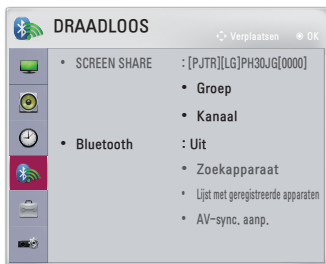 DRAADLOOS
Verplaatsen OK
• SCREEN SHARE : [PJTR][LG]PH30JG[0000]
• Groep
• Kanaal
• Bluetooth : Uit
• Zoekapparaat
• Lijst met geregistreerde apparaten
• AV-sync. aanp.